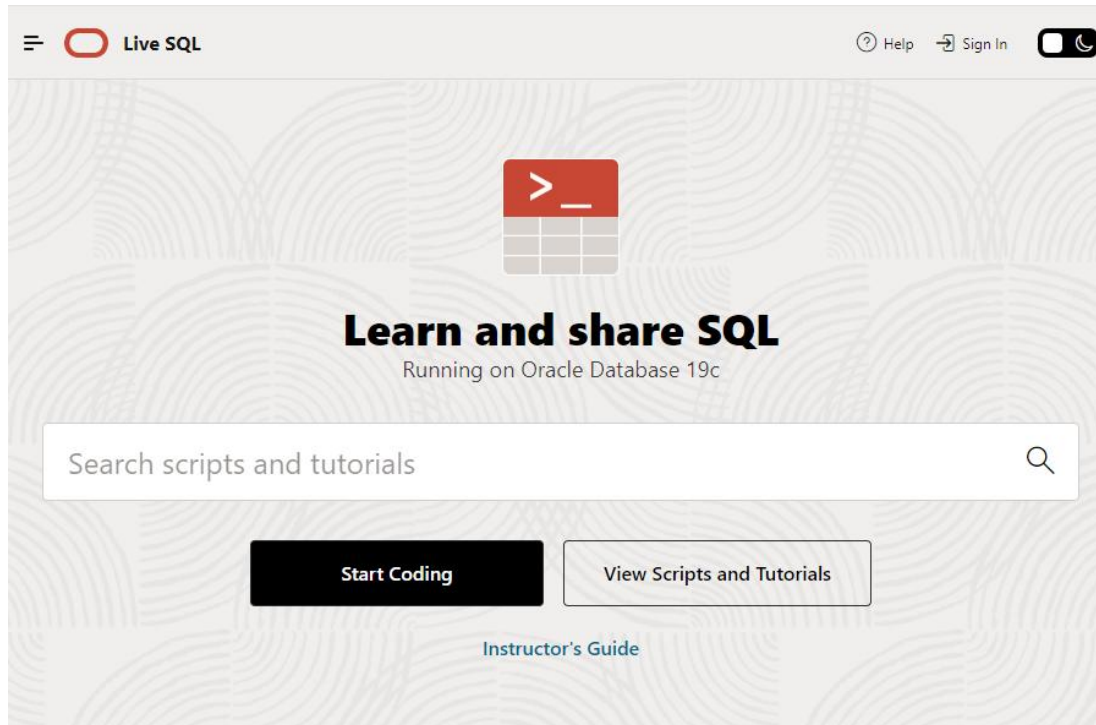 Live SQL
Help
Sign In
>_
Learn and share SQL
Running on Oracle Database 19c
Search scripts and tutorials
Start Coding
View Scripts and Tutorials
Instructor's Guide